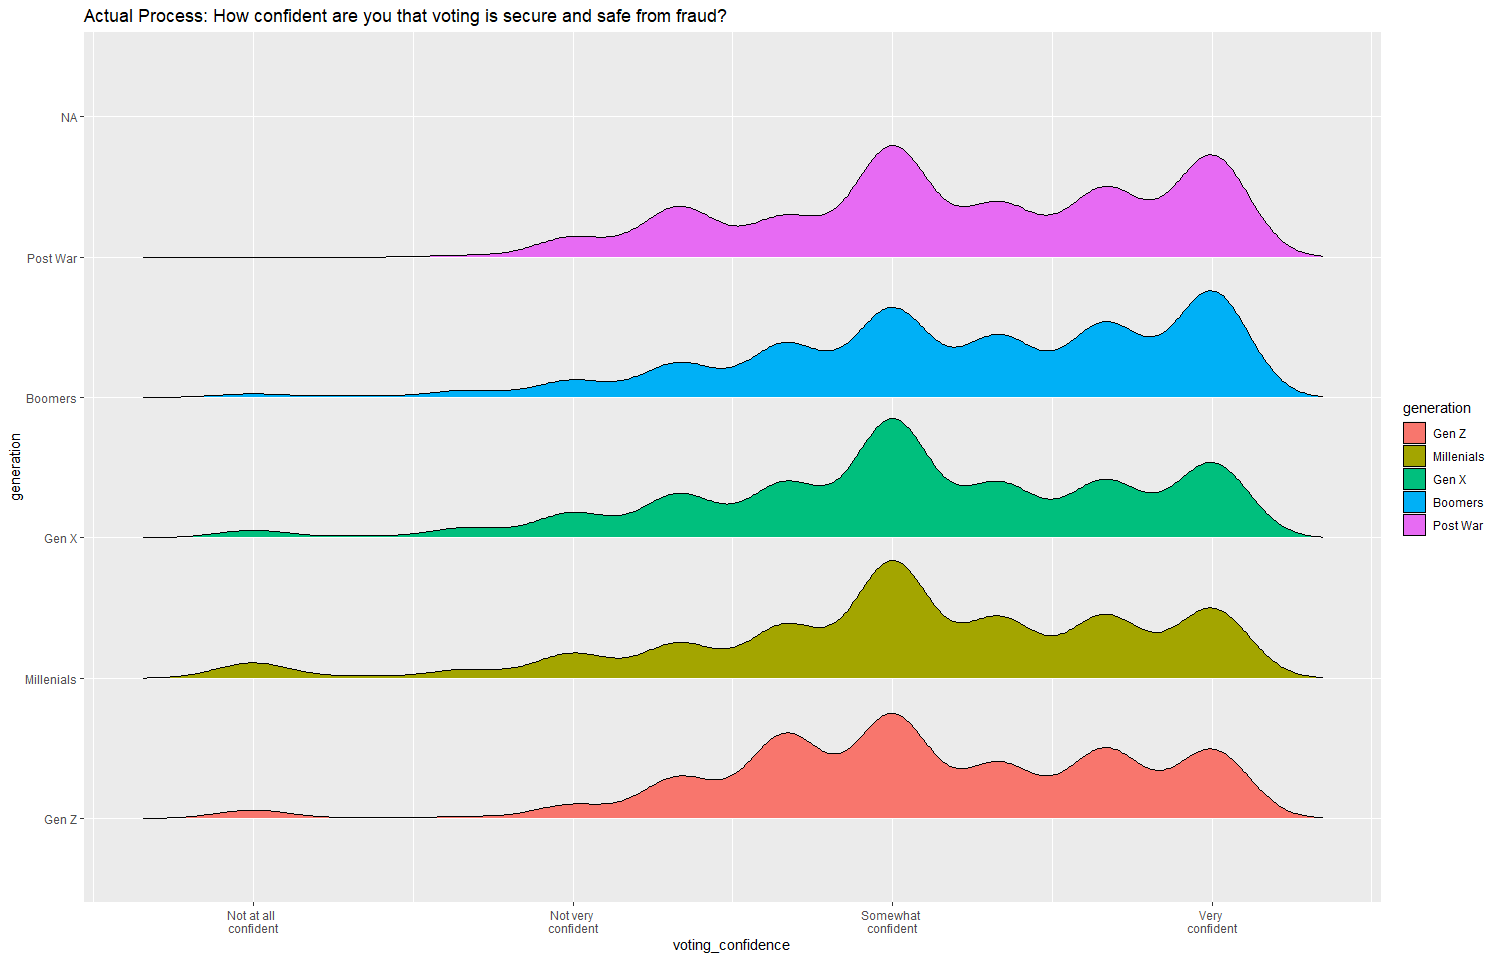 Actual Process: How confident are you that voting is secure and safe from fraud?
NA
Post War
Boomers
Gen X
Millenials
Gen Z
generation
Not at all
confident
Not very
confident
Somewhat
confident
Very
confident
voting_confidence
generation
Gen Z
Millenials
Gen X
Boomers
Post War